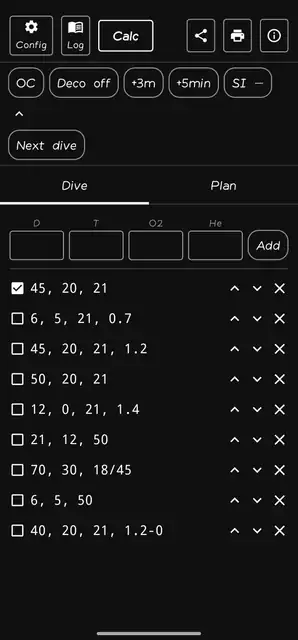 Config Log Calc
OC Deco off +3m +5min SI –
Next dive
Dive Plan
D T O2 He
Add
45, 20, 21
6, 5, 21, 0.7
45, 20, 21, 1.2
50, 20, 21
12, 0, 21, 1.4
21, 12, 50
70, 30, 18/45
6, 5, 50
40, 20, 21, 1.2-0